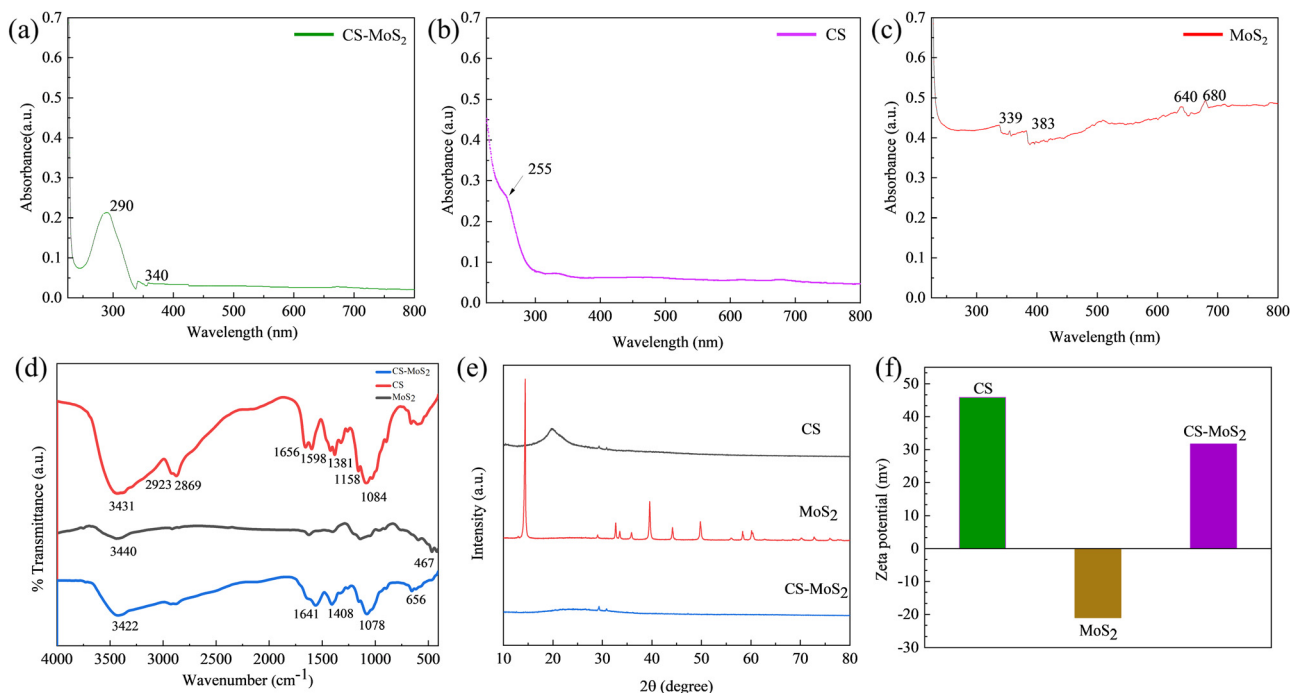 (a)
CS-MoS₂
0.7
0.6
0.5
0.4
0.3
0.2
0.1
0.0
290
340
300 400 500 600 700 800
Wavelength (nm)
Absorbance(a.u.)
(b)
CS
0.7
0.6
0.5
0.4
0.3
0.2
0.1
0.0
255
300 400 500 600 700 800
Wavelength (nm)
Absorbance(a.u)
(c)
MoS₂
0.7
0.6
0.5
0.4
0.3
0.2
0.1
0.0
339
383
640 680
300 400 500 600 700 800
Wavelength (nm)
Absorbance (a.u.)
(d)
CS-MoS₂
CS
MoS₂
1656
1598
1381
1158
1084
2923
2869
3431
3440
467
3422
1641
1408
1078
656
4000 3500 3000 2500 2000 1500 1000 500
Wavenumber (cm⁻¹)
% Transmittance (a.u.)
(e)
CS
MoS₂
CS-MoS₂
10 20 30 40 50 60 70 80
2θ (degree)
Intensity (a.u.)
(f)
50
40
30
20
10
0
-10
-20
-30
CS
CS-MoS₂
MoS₂
Zeta potential (mv)